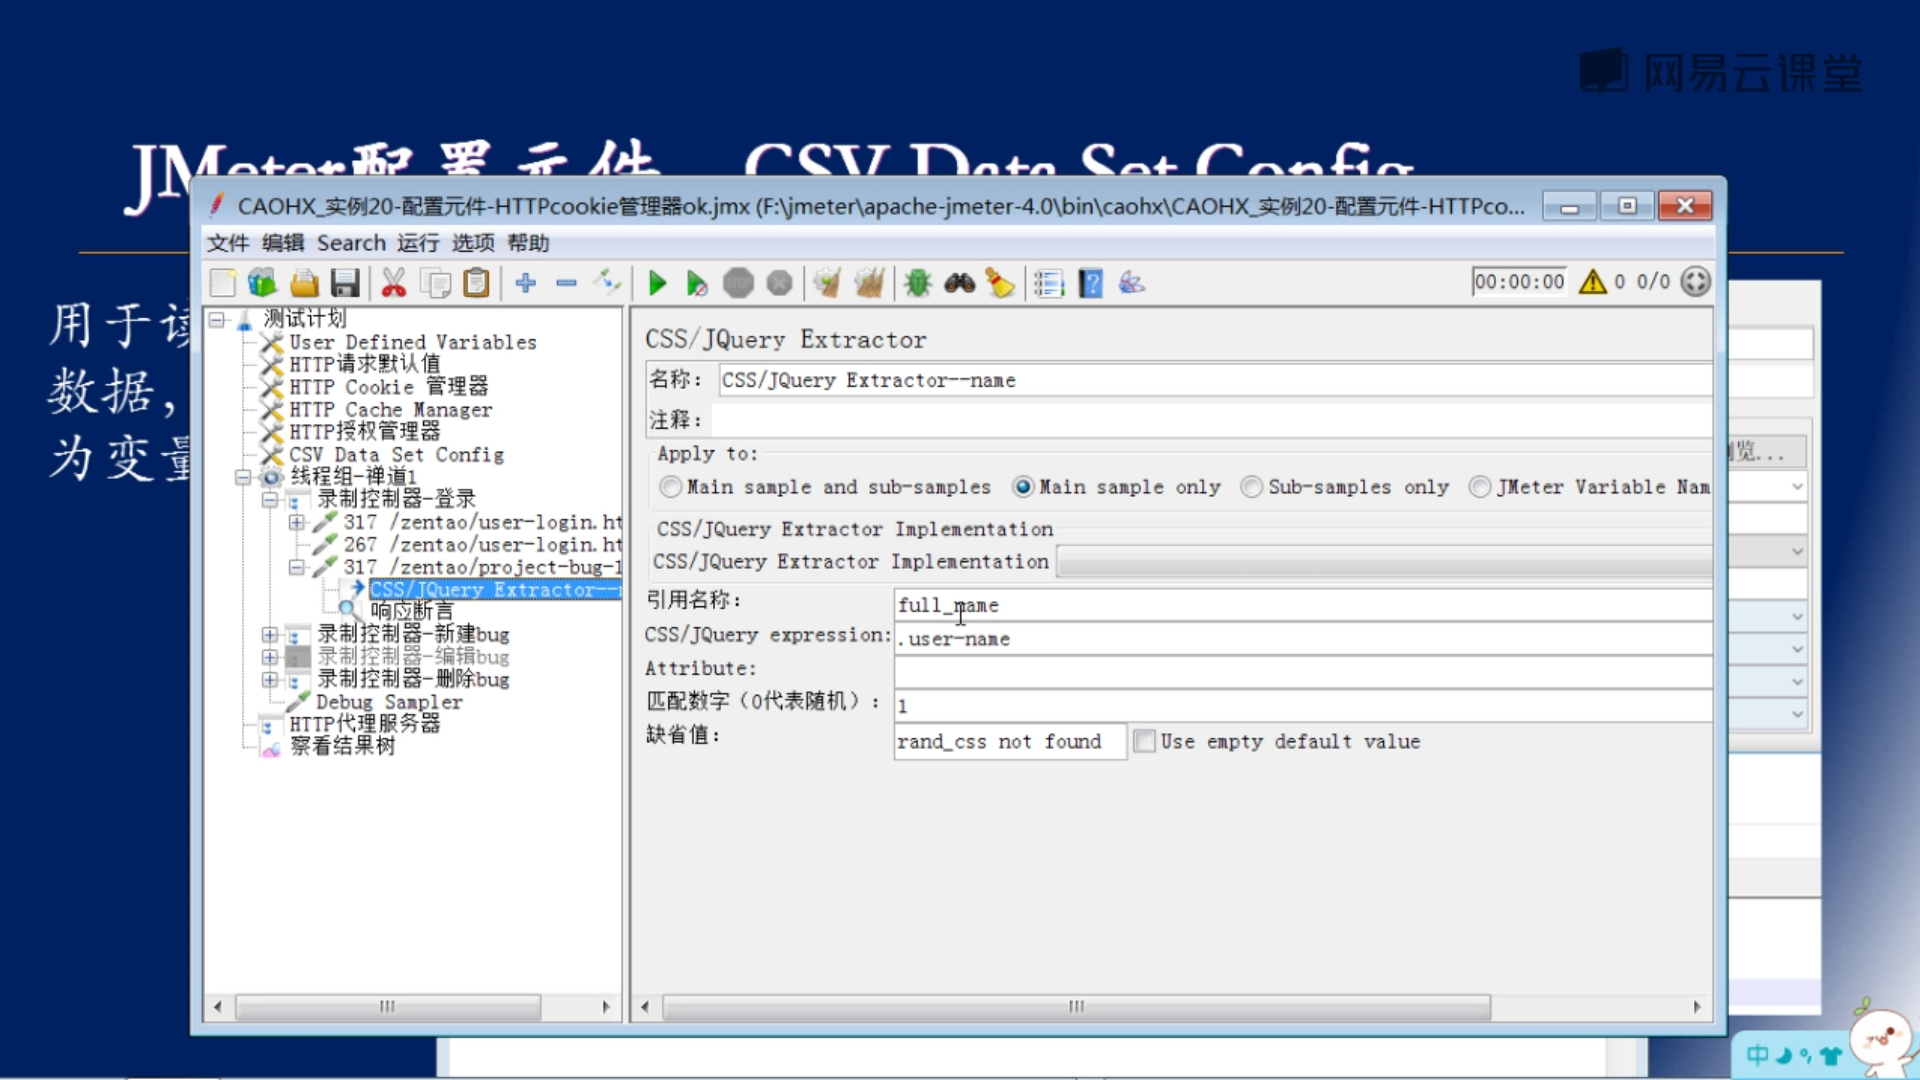 网易云课堂
JMeter配置元件 CSV Data Set Config
CAOHX_实例20-配置元件-HTTPcookie管理器ok.jmx (F:\jmeter\apache-jmeter-4.0\bin\caohx\CAOHX_实例20-配置元件-HTTPco...
文件 编辑 Search 运行 选项 帮助
00:00:00 0 0/0
用于读
数据，
为变量
测试计划
User Defined Variables
HTTP请求默认值
HTTP Cookie 管理器
HTTP Cache Manager
HTTP授权管理器
CSV Data Set Config
线程组-禅道1
录制控制器-登录
317 /zentao/user-login.ht
267 /zentao/user-login.ht
317 /zentao/project-bug-1
CSS/JQuery Extractor--n
响应断言
录制控制器-新建bug
录制控制器-编辑bug
录制控制器-删除bug
Debug Sampler
HTTP代理服务器
察看结果树
CSS/JQuery Extractor
名称： CSS/JQuery Extractor--name
注释：
Apply to:
Main sample and sub-samples Main sample only Sub-samples only JMeter Variable Nam
CSS/JQuery Extractor Implementation
CSS/JQuery Extractor Implementation
引用名称： full_name
CSS/JQuery expression: .user-name
Attribute:
匹配数字（0代表随机）： 1
缺省值： rand_css not found Use empty default value
览...
中